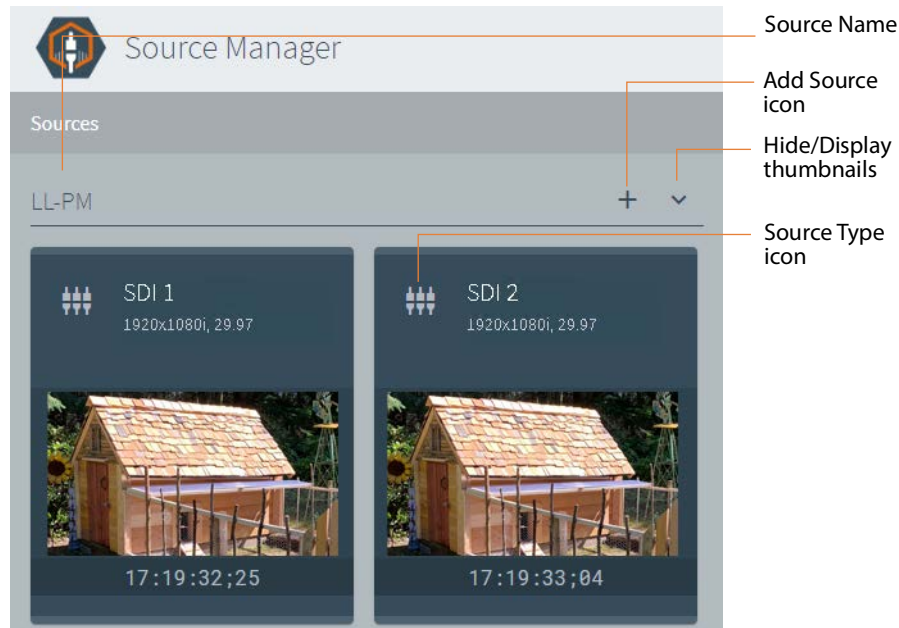 Source Manager
Source Name
Add Source
icon
Sources
Hide/Display
thumbnails
LL-PM
Source Type
icon
SDI 1
1920x1080i, 29.97
SDI 2
1920x1080i, 29.97
17:19:32;25
17:19:33;04